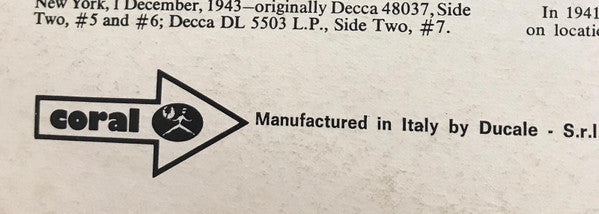 New York, 1 December, 1943—originally Decca 48037, Side
Two, #5 and #6; Decca DL 5503 L.P., Side Two, #7.
In 1941
on locati
coral
Manufactured in Italy by Ducale - S.r.l